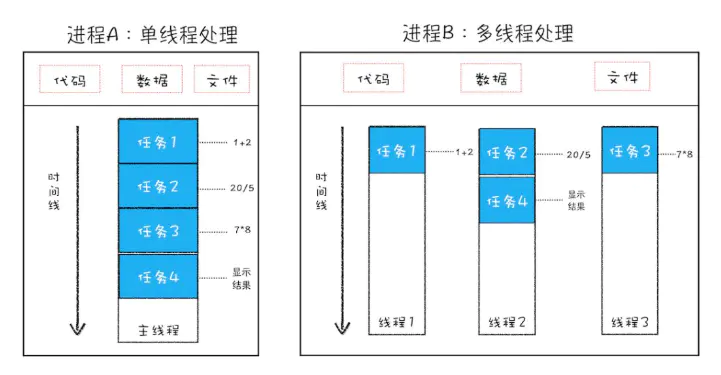 进程A：单线程处理
代码
数据
文件
时
间
线
任务1
1+2
任务2
20/5
任务3
7*8
任务4
显示
结果
主线程
进程B：多线程处理
代码
数据
文件
时
间
线
任务1
1+2
任务2
20/5
任务3
7*8
任务4
显示
结果
线程1
线程2
线程3